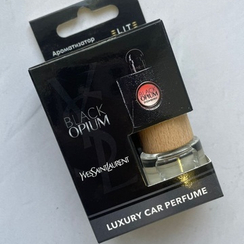 Ароматизатор
ELITE
BLACK
OPIUM
OPIUM
YVESSAINTLAURENT
LUXURY CAR PERFUME